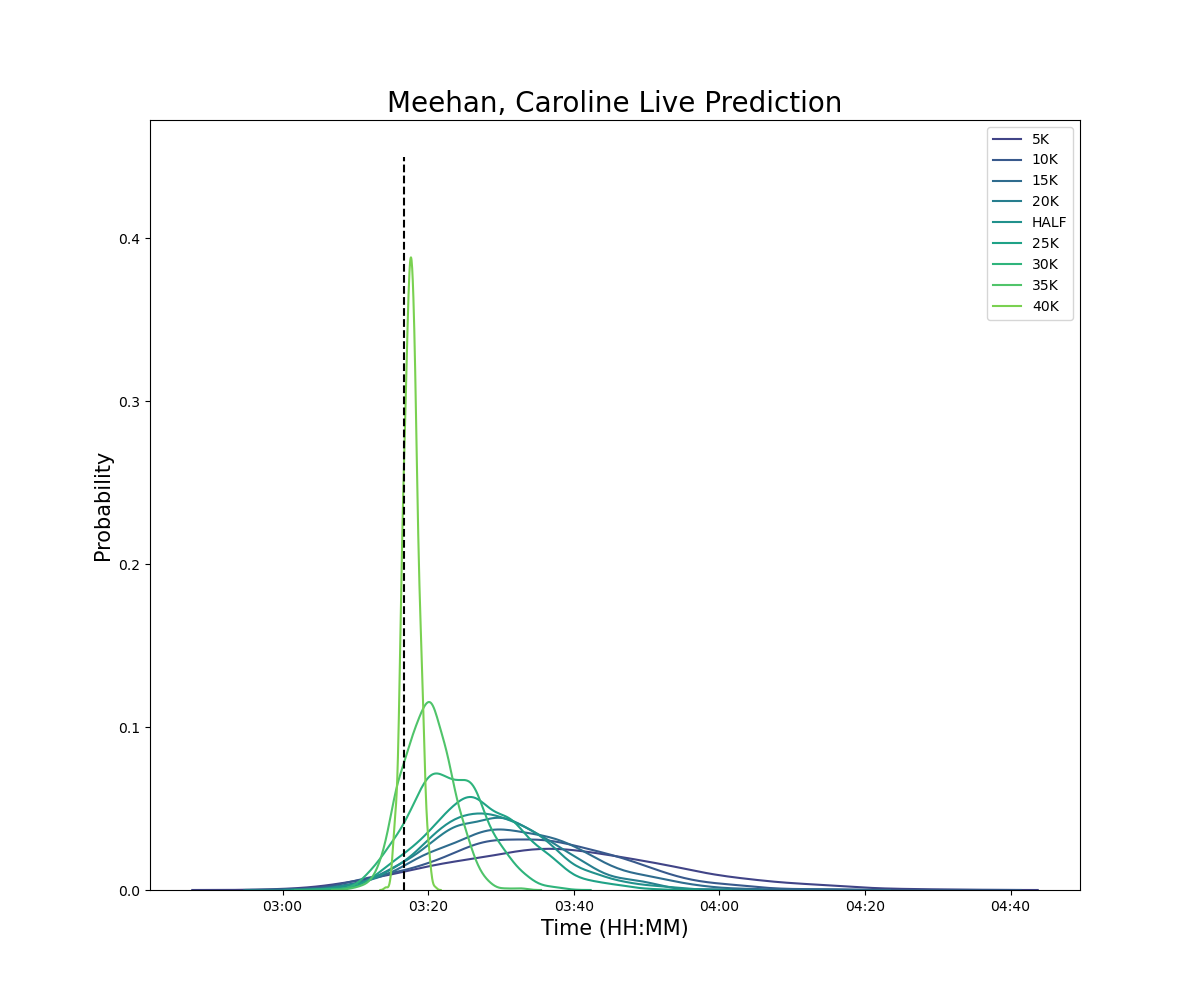 Meehan, Caroline Live Prediction
5K
10K
15K
20K
HALF
25K
30K
35K
40K
Probability
0.4
0.3
0.2
0.1
0.0
03:00 03:20 03:40 04:00 04:20 04:40
Time (HH:MM)